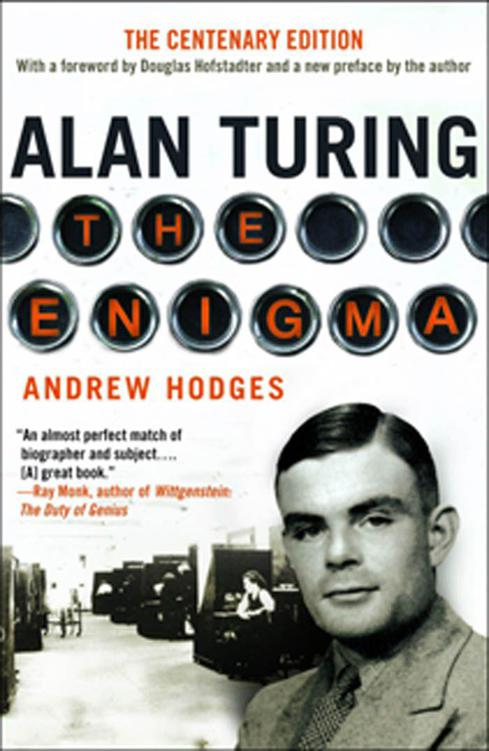 THE CENTENARY EDITION
With a foreword by Douglas Hofstadter and a new preface by the author
ALAN TURING
THE
ENIGMA
ANDREW HODGES
"An almost perfect match of
biographer and subject....
[A] great book."
—Ray Monk, author of Wittgenstein:
The Duty of Genius